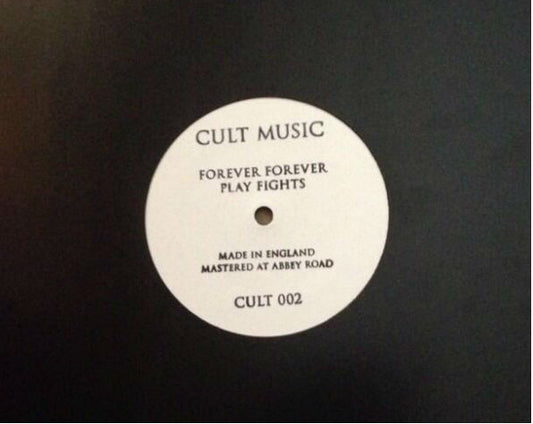 CULT MUSIC
FOREVER FOREVER
PLAY FIGHTS
MADE IN ENGLAND
MASTERED AT ABBEY ROAD
CULT 002